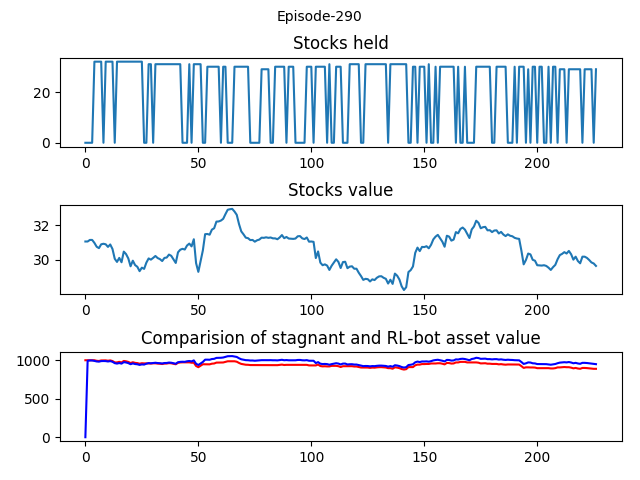 Episode-290
Stocks held
20
0
0 50 100 150 200
Stocks value
32
30
0 50 100 150 200
Comparision of stagnant and RL-bot asset value
1000
500
0
0 50 100 150 200